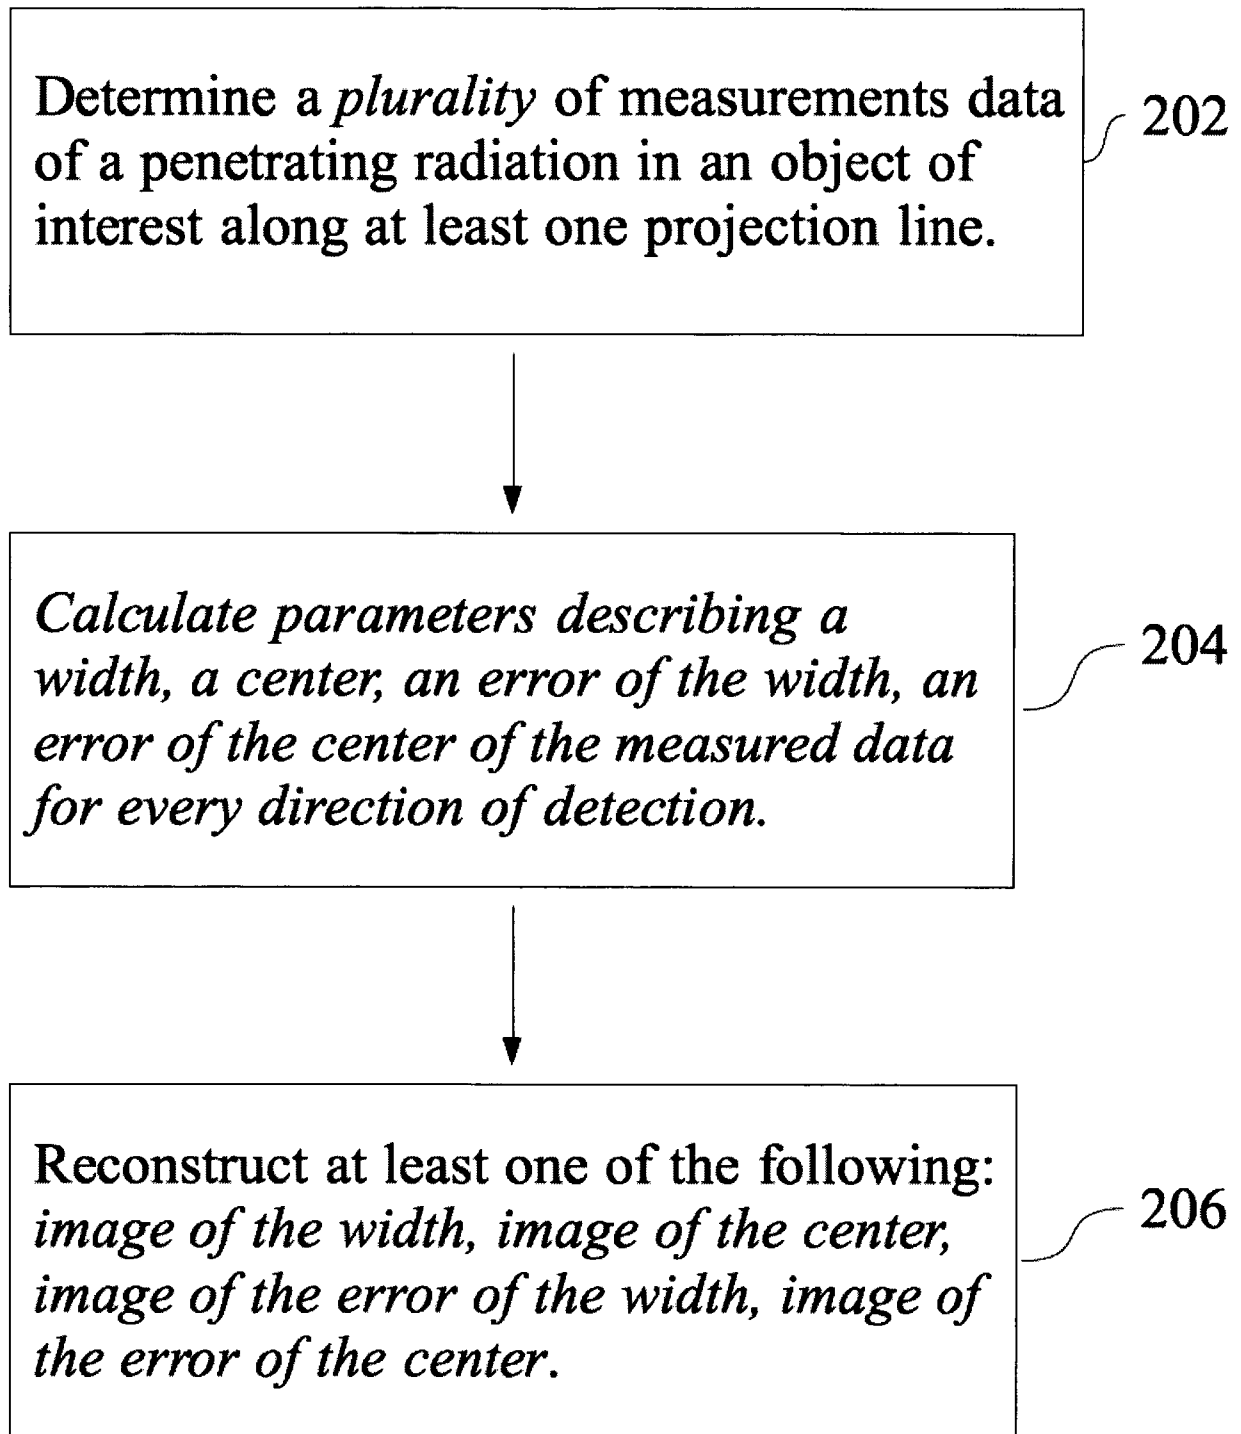 Determine a plurality of measurements data
of a penetrating radiation in an object of
interest along at least one projection line.
202
Calculate parameters describing a
width, a center, an error of the width, an
error of the center of the measured data
for every direction of detection.
204
Reconstruct at least one of the following:
image of the width, image of the center,
image of the error of the width, image of
the error of the center.
206